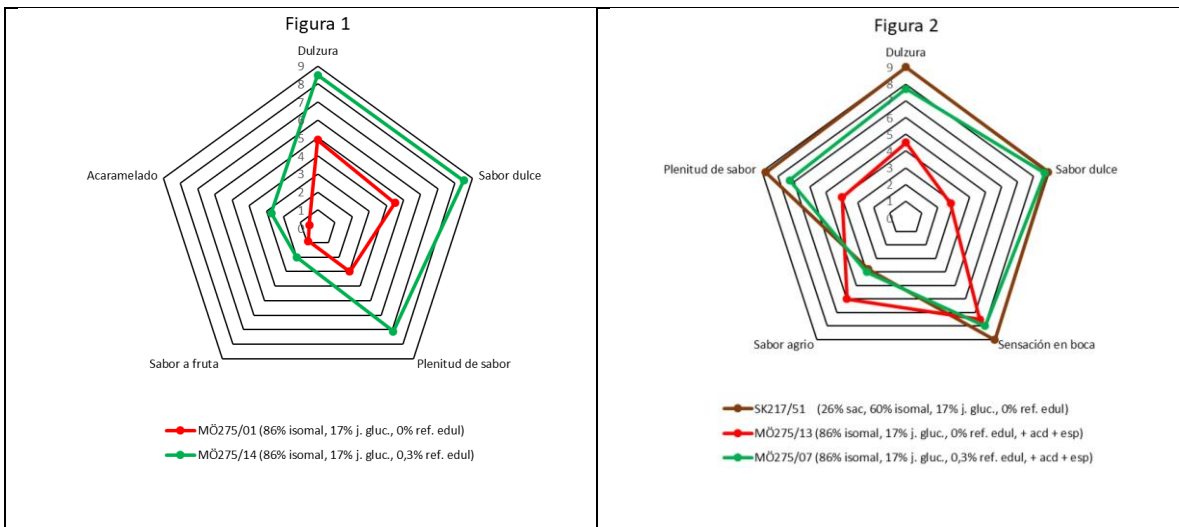 Figura 1
Dulzura
9
8
7
6
5
4
3
2
1
0
Sabor dulce
Plenitud de sabor
Sabor a fruta
Acaramelado
MÖ275/01 (86% isomal, 17% j. gluc., 0% ref. edul)
MÖ275/14 (86% isomal, 17% j. gluc., 0,3% ref. edul)
Figura 2
Dulzura
9
8
7
6
5
4
3
2
1
0
Sabor dulce
Sensación en boca
Sabor agrio
Plenitud de sabor
SK217/51 (26% sac, 60% isomal, 17% j. gluc., 0% ref. edul)
MÖ275/13 (86% isomal, 17% j. gluc., 0% ref. edul, + acd + esp)
MÖ275/07 (86% isomal, 17% j. gluc., 0,3% ref. edul, + acd + esp)